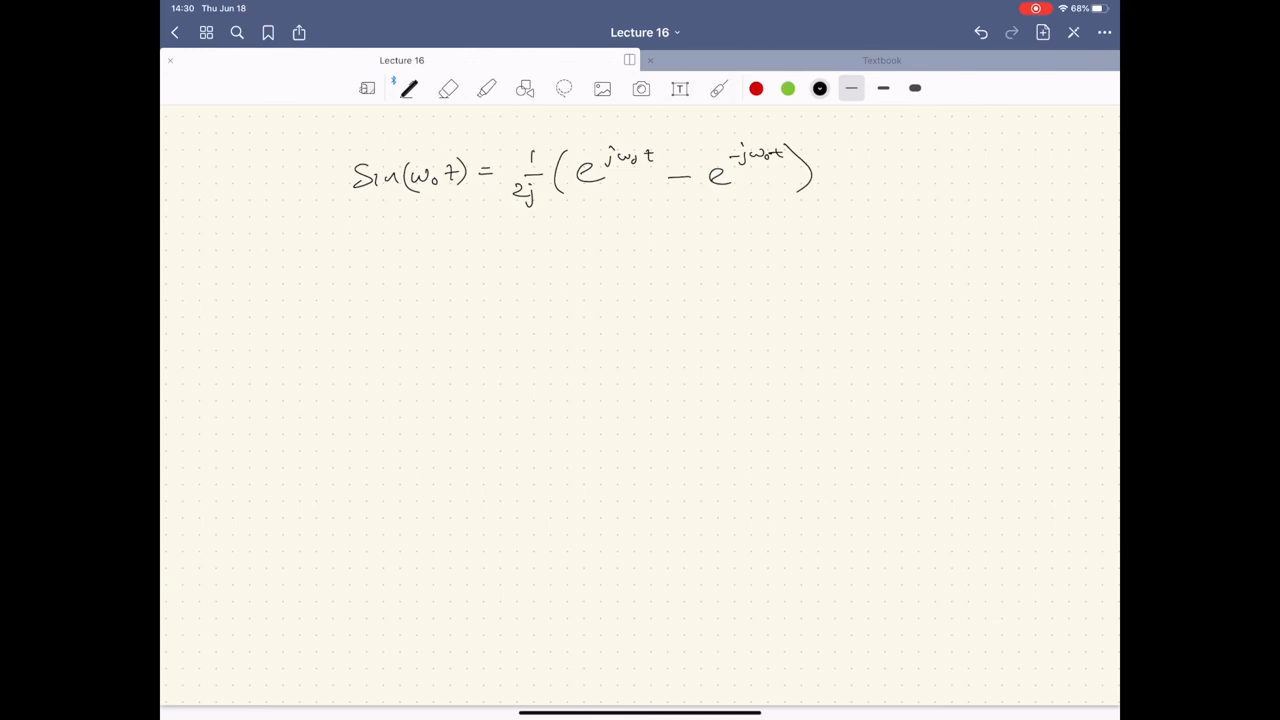 14:30 Thu Jun 18
68%
Lecture 16
Lecture 16
Textbook
T
Sin(ω₀t) = 1/2j (e^{jω₀t} − e^{-jω₀t})